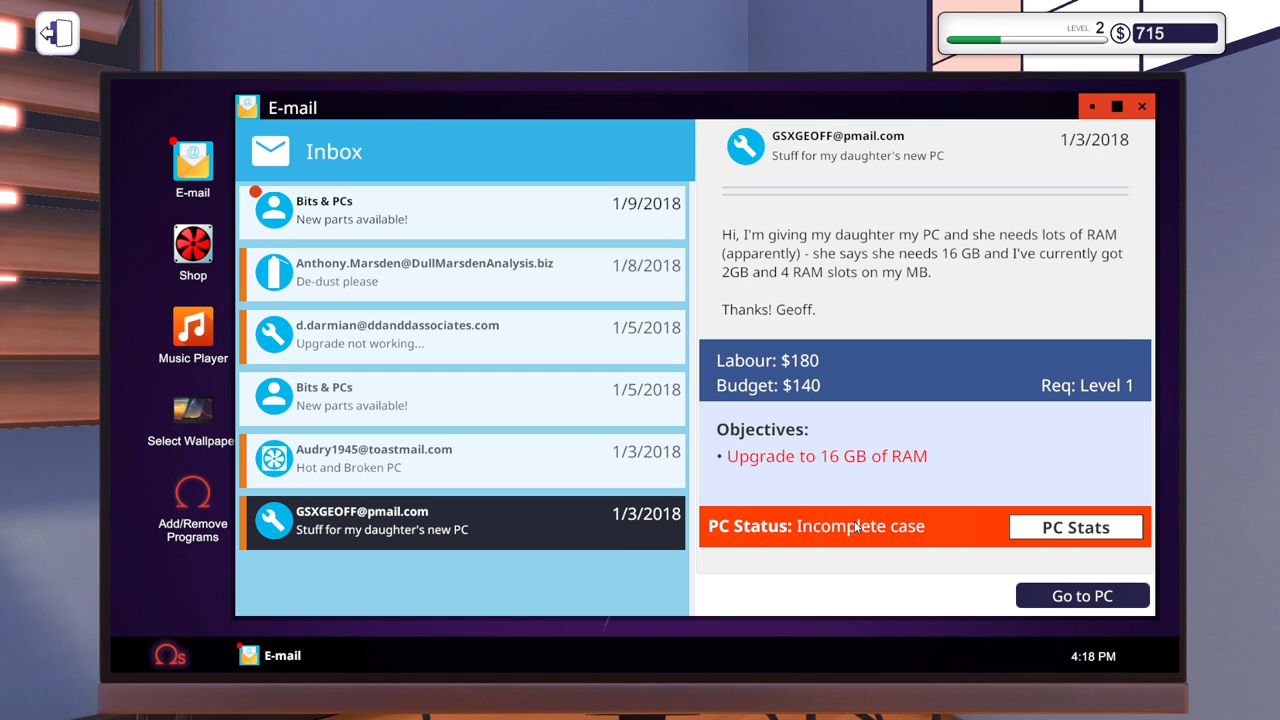 LEVEL 2 $ 715
E-mail
Inbox
Bits & PCs 1/9/2018
New parts available!
Anthony.Marsden@DullMarsdenAnalysis.biz 1/8/2018
De-dust please
d.darmian@ddanddassociates.com 1/5/2018
Upgrade not working...
Bits & PCs 1/5/2018
New parts available!
Audry1945@toastmail.com 1/3/2018
Hot and Broken PC
GSXGEOFF@pmail.com 1/3/2018
Stuff for my daughter's new PC
GSXGEOFF@pmail.com 1/3/2018
Stuff for my daughter's new PC
Hi, I'm giving my daughter my PC and she needs lots of RAM
(apparently) - she says she needs 16 GB and I've currently got
2GB and 4 RAM slots on my MB.
Thanks! Geoff.
Labour: $180
Budget: $140 Req: Level 1
Objectives:
• Upgrade to 16 GB of RAM
PC Status: Incomplete case PC Stats
Go to PC
E-mail
Shop
Music Player
Select Wallpape
Add/Remove
Programs
Ωs E-mail 4:18 PM